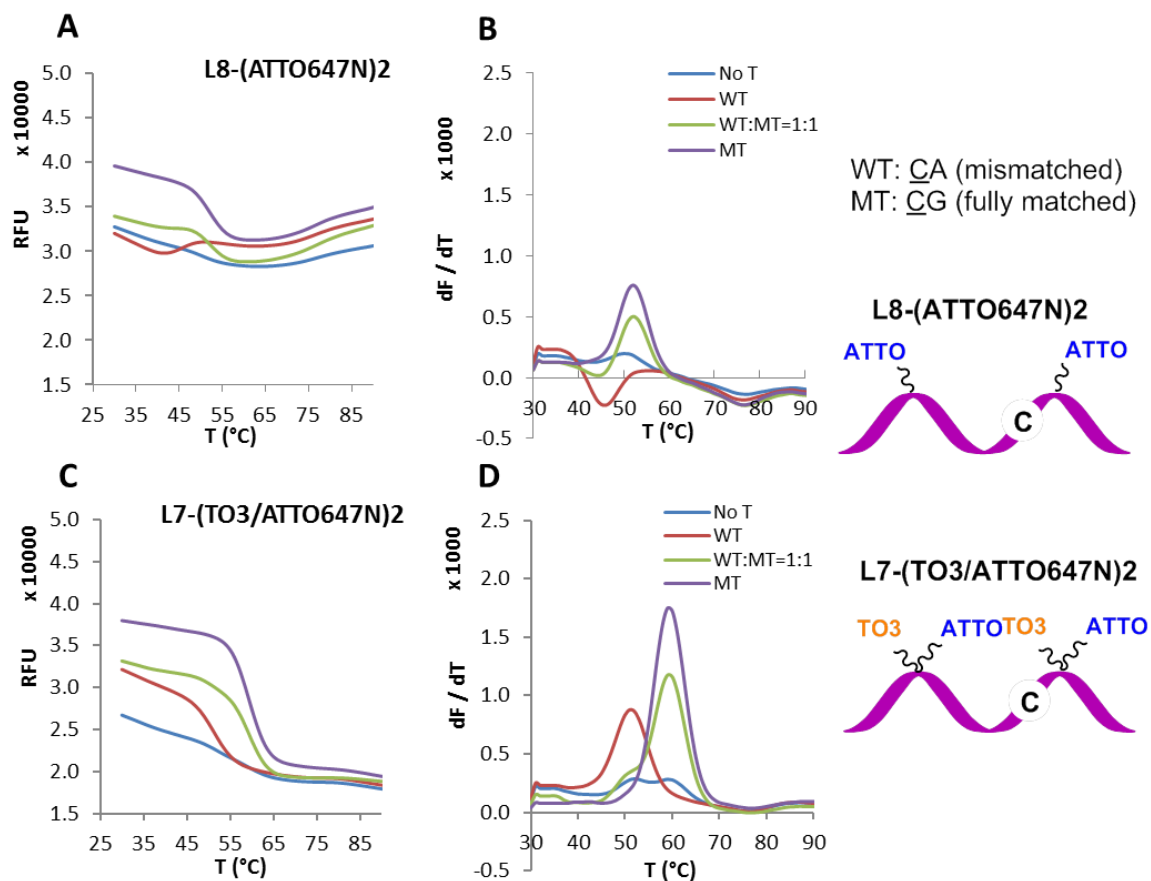 A
L8-(ATTO647N)2
x 10000
RFU
5.0
4.5
4.0
3.5
3.0
2.5
2.0
1.5
25 35 45 55 65 75 85
T (°C)
B
No T
WT
WT:MT=1:1
MT
x 1000
dF / dT
2.5
2.0
1.5
1.0
0.5
0.0
-0.5
30 40 50 60 70 80 90
T (°C)
WT: CA (mismatched)
MT: CG (fully matched)
L8-(ATTO647N)2
ATTO ATTO
C
C
L7-(TO3/ATTO647N)2
x 10000
RFU
5.0
4.5
4.0
3.5
3.0
2.5
2.0
1.5
25 35 45 55 65 75 85
T (°C)
D
No T
WT
WT:MT=1:1
MT
x 1000
dF / dT
2.5
2.0
1.5
1.0
0.5
0.0
-0.5
30 40 50 60 70 80 90
T (°C)
L7-(TO3/ATTO647N)2
TO3 ATTO TO3 ATTO
C